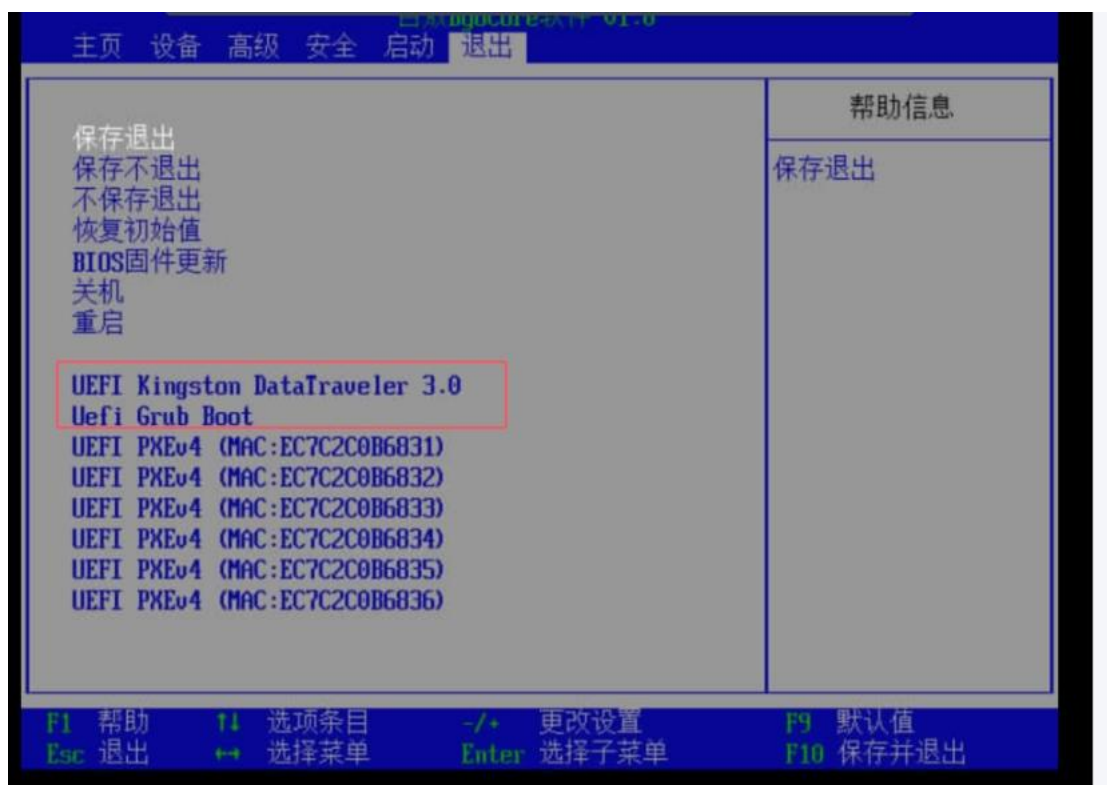 主页 设备 高级 安全 启动 退出
帮助信息
保存退出
保存退出
保存不退出
不保存退出
恢复初始值
BIOS固件更新
关机
重启
UEFI Kingston DataTraveler 3.0
Uefi Grub Boot
UEFI PXEv4 (MAC:EC7C2C0B6831)
UEFI PXEv4 (MAC:EC7C2C0B6832)
UEFI PXEv4 (MAC:EC7C2C0B6833)
UEFI PXEv4 (MAC:EC7C2C0B6834)
UEFI PXEv4 (MAC:EC7C2C0B6835)
UEFI PXEv4 (MAC:EC7C2C0B6836)
F1 帮助 ↑↓ 选项条目 -/+ 更改设置 F9 默认值
Esc 退出 ←→ 选择菜单 Enter 选择子菜单 F10 保存并退出